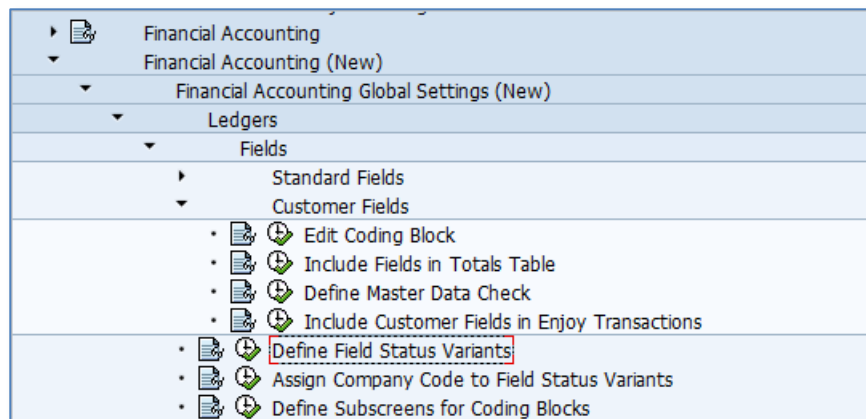 Financial Accounting
Financial Accounting (New)
Financial Accounting Global Settings (New)
Ledgers
Fields
Standard Fields
Customer Fields
Edit Coding Block
Include Fields in Totals Table
Define Master Data Check
Include Customer Fields in Enjoy Transactions
Define Field Status Variants
Assign Company Code to Field Status Variants
Define Subscreens for Coding Blocks